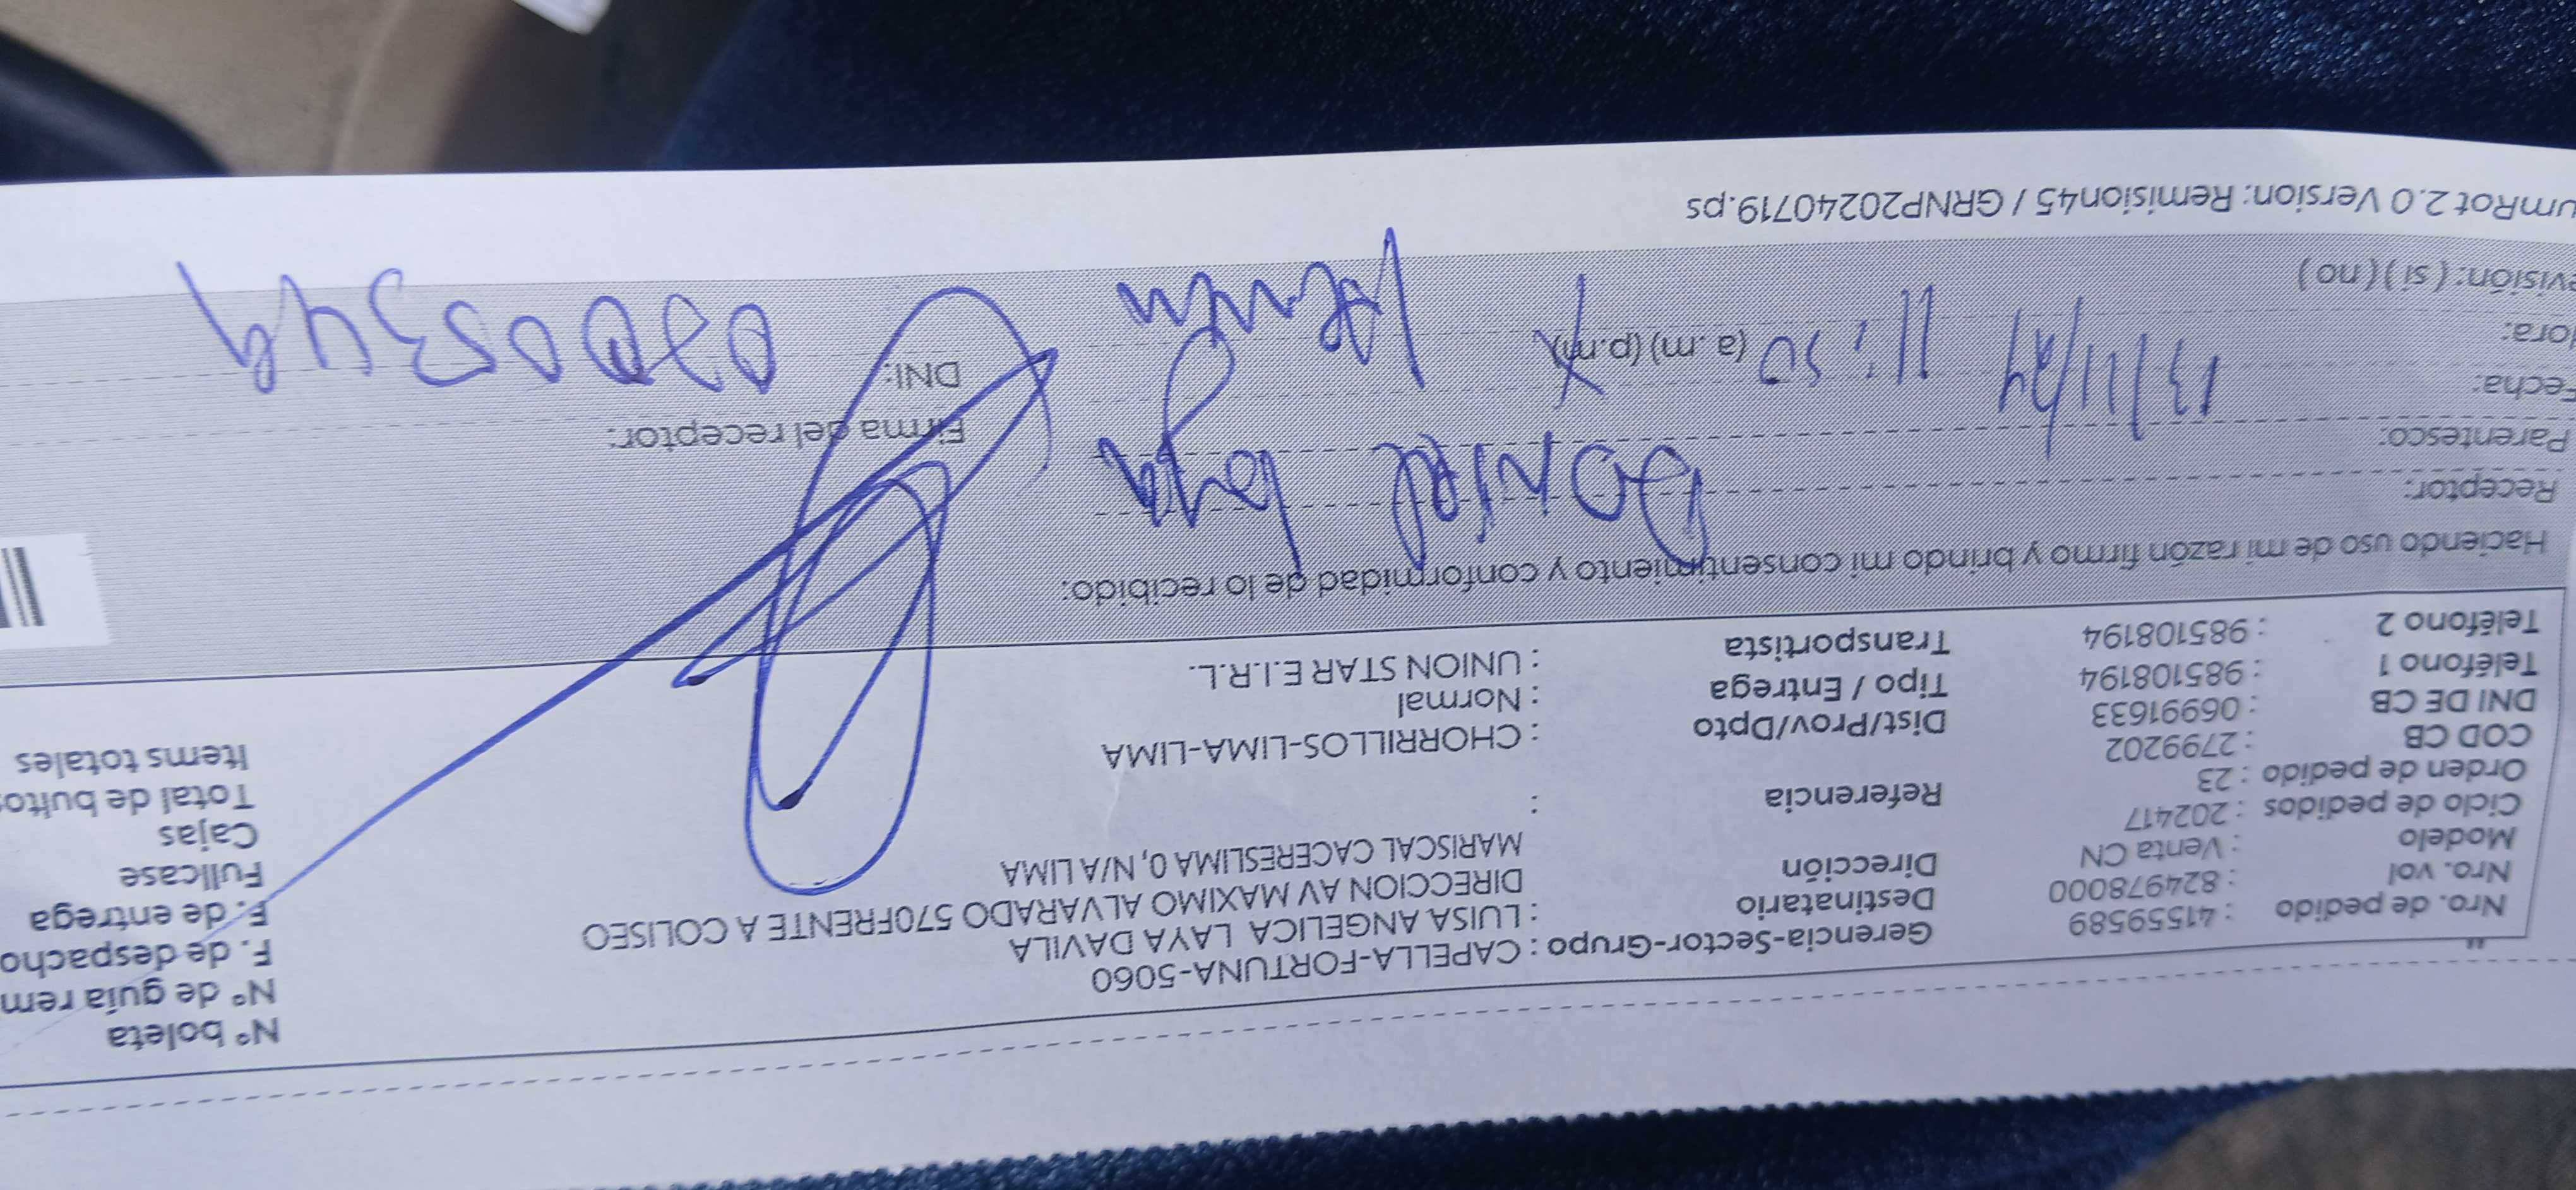 Nº boleta
Nº de guía rem
F. de despacho
F. de entrega
Fullcase
Cajas
Total de bultos
Items totales
Gerencia-Sector-Grupo : CAPELLA-FORTUNA-5060
Destinatario : LUISA ANGELICA LAYA DAVILA
Dirección DIRECCION AV MAXIMO ALVARADO 570FRENTE A COLISEO
MARISCAL CACERESLIMA 0, N/A LIMA
Referencia :
Dist/Prov/Dpto : CHORRILLOS-LIMA-LIMA
Tipo / Entrega : Normal
Transportista : UNION STAR E.I.R.L.
Nro. de pedido : 41559589
Nro. vol : 824978000
Modelo : Venta CN
Ciclo de pedidos : 202417
Orden de pedido : 23
COD CB : 2799202
DNI DE CB : 06991633
Teléfono 1 : 985108194
Teléfono 2 : 985108194
Haciendo uso de mi razón firmo y brindo mi consentimiento y conformidad de lo recibido:
Receptor: Laya
Parentesco:
Fecha: 13/11/24
Hora: 11:50 (a.m) (p.m)
evisión: ( si ) ( no )
Firma del receptor:
DNI:
umRot 2.0 Version: Remision45 / GRNP20240719.ps